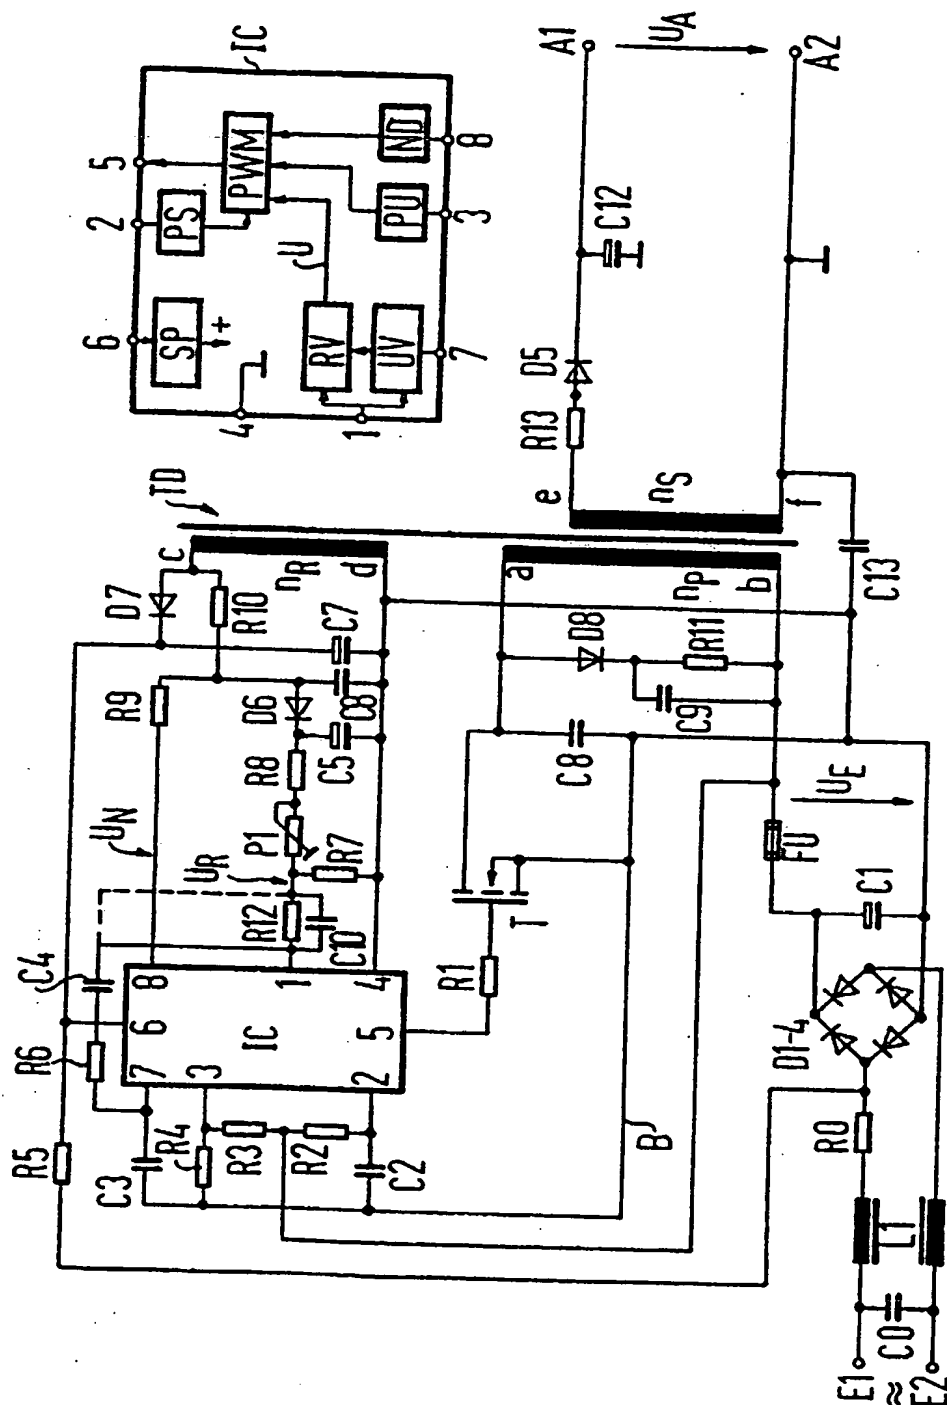 IC
5
2
6
4
1
7
3
8
PS
PWM
SP
+
U
RV
UV
PU
ND
A1
UA
A2
C12
D5
R13
e
nS
f
TD
c
nR
d
a
nP
b
C13
D7
R10
C7
D6
C8
C5
R9
R8
P1
R7
UN
UR
R12
C10
D8
R11
C9
C8
UE
FU
C1
T
R1
C4
R6
8
6
7
1
IC
3
4
5
2
R5
C3
R4
R3
R2
C2
B
D1-4
R0
L1
C0
E1
≈
E2